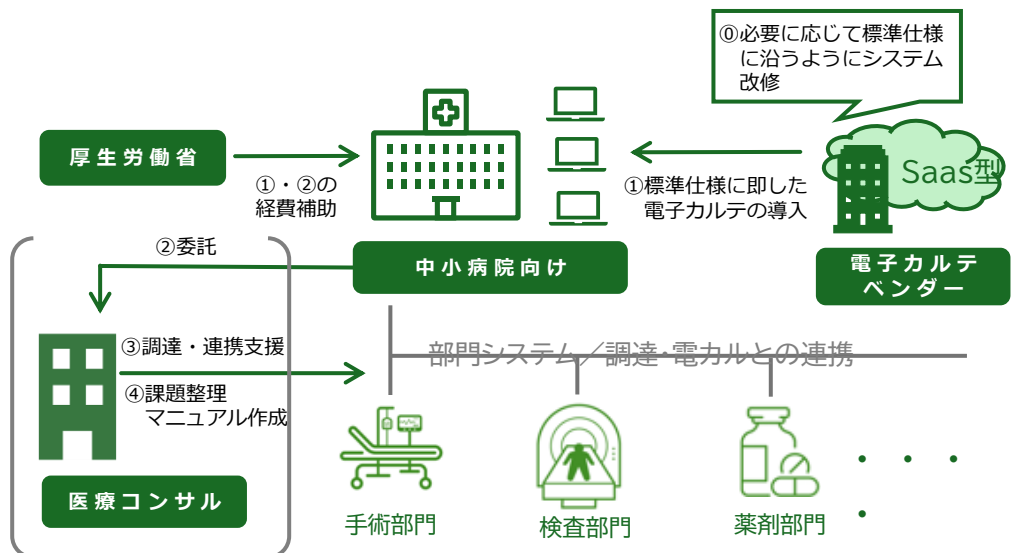 ⓪必要に応じて標準仕様
に沿うようにシステム
改修
厚生労働省
①・②の
経費補助
①標準仕様に即した
電子カルテの導入
Saas型
②委託
中小病院向け
電子カルテ
ベンダー
③調達・連携支援
④課題整理
マニュアル作成
部門システム／調達・電カルとの連携
医療コンサル
手術部門
検査部門
薬剤部門
・・・
・